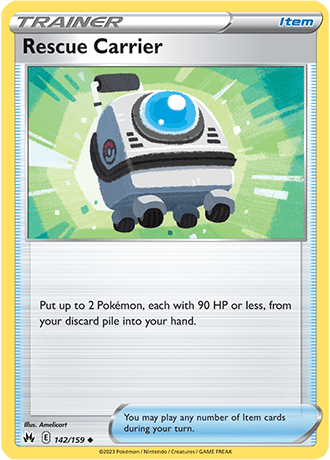 TRAINER Item
Rescue Carrier
Put up to 2 Pokémon, each with 90 HP or less, from
your discard pile into your hand.
Illus. Amelicart
E 142/159
You may play any number of Item cards
during your turn.
©2023 Pokémon / Nintendo / Creatures / GAME FREAK